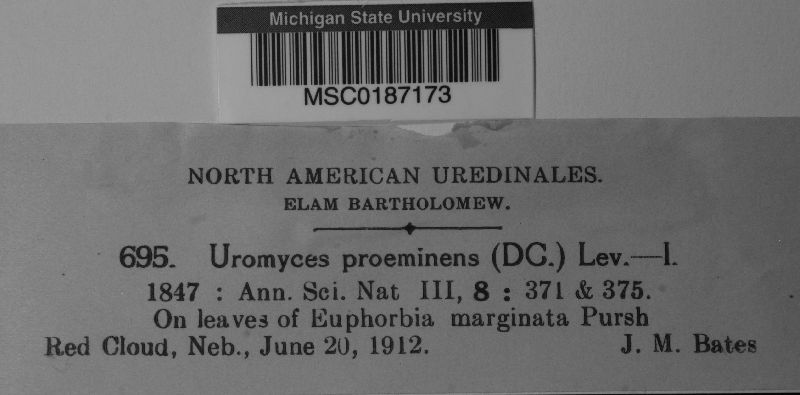 Michigan State University
MSC0187173
NORTH AMERICAN UREDINALES.
ELAM BARTHOLOMEW.
695. Uromyces proeminens (DC.) Lev.—I.
1847 : Ann. Sci. Nat III, 8 : 371 & 375.
On leaves of Euphorbia marginata Pursh
Red Cloud, Neb., June 20, 1912. J. M. Bates